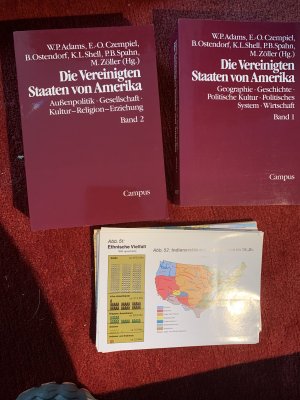 W.P. Adams, E.-O. Czempiel,
B. Ostendorf, K.L. Shell, P.B. Spahn,
M. Zöller (Hg.)
Die Vereinigten
Staaten von Amerika
Außenpolitik · Gesellschaft ·
Kultur – Religion – Erziehung
Band 2
Campus
W.P. Adams, E.-O. Czempiel,
B. Ostendorf, K.L. Shell, P.B. Spahn,
M. Zöller (Hg.)
Die Vereinigten
Staaten von Amerika
Geographie · Geschichte ·
Politische Kultur · Politisches
System · Wirtschaft
Band 1
Campus
Abb. 51:
Ethnische Vielfalt
Abb. 52: